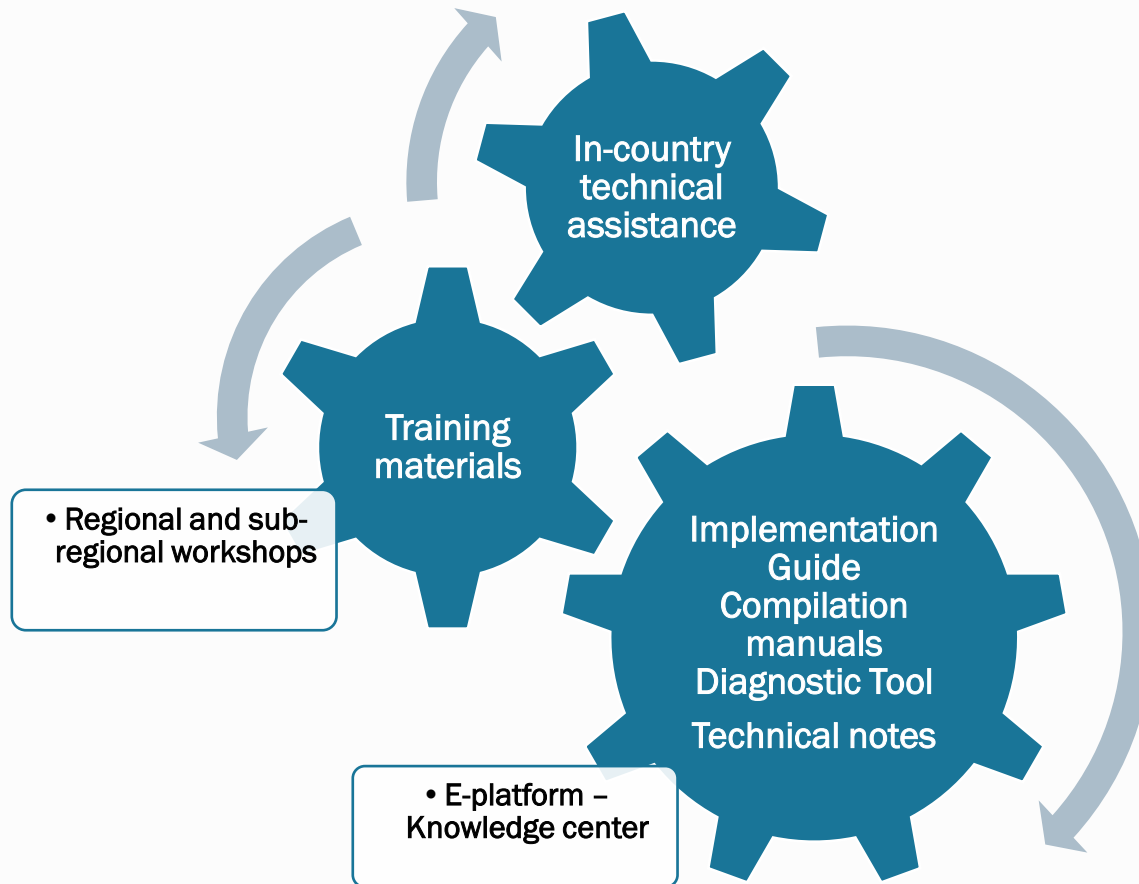 In-country
technical
assistance
Training
materials
• Regional and sub-
regional workshops
Implementation
Guide
Compilation
manuals
Diagnostic Tool
Technical notes
• E-platform –
Knowledge center